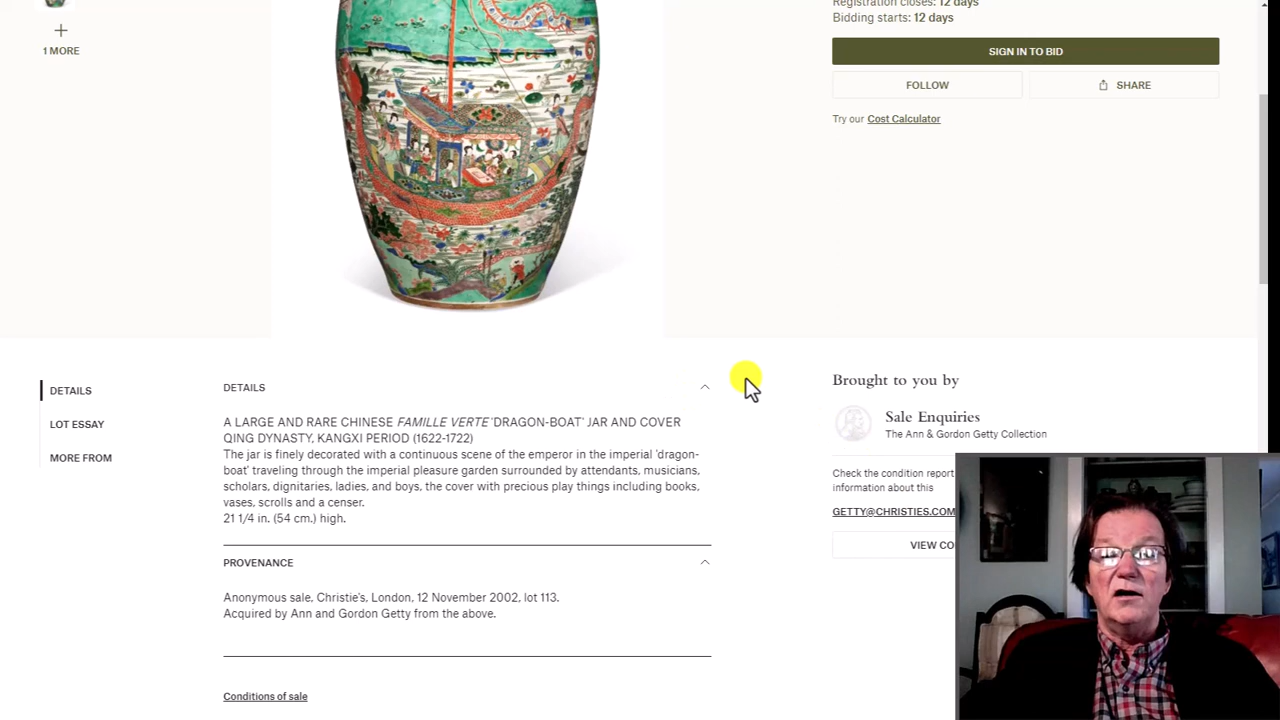 Registration closes: 12 days
Bidding starts: 12 days
1 MORE
SIGN IN TO BID
FOLLOW
SHARE
Try our Cost Calculator
DETAILS
LOT ESSAY
MORE FROM
DETAILS
A LARGE AND RARE CHINESE FAMILLE VERTE 'DRAGON-BOAT' JAR AND COVER
QING DYNASTY, KANGXI PERIOD (1622-1722)
The jar is finely decorated with a continuous scene of the emperor in the imperial 'dragon-
boat' traveling through the imperial pleasure garden surrounded by attendants, musicians,
scholars, dignitaries, ladies, and boys, the cover with precious play things including books,
vases, scrolls and a censer.
21 1/4 in. (54 cm.) high.
PROVENANCE
Anonymous sale, Christie's, London, 12 November 2002, lot 113.
Acquired by Ann and Gordon Getty from the above.
Conditions of sale
Brought to you by
Sale Enquiries
The Ann & Gordon Getty Collection
Check the condition report
information about this
GETTY@CHRISTIES.COM
VIEW CO